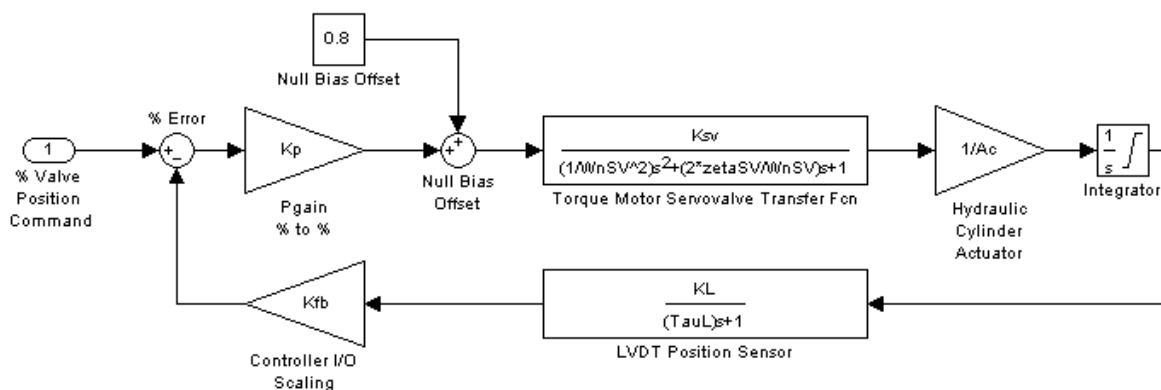 0.8
Null Bias Offset
% Error
1
% Valve
Position
Command
Kp
Pgain
% to %
Null Bias
Offset
Ksv
(1/WnSV^2)s2+(2*zetaSV/WnSV)s+1
Torque Motor Servovalve Transfer Fcn
1/Ac
Hydraulic
Cylinder
Actuator
1
s
Integrator
Kfb
Controller I/O
Scaling
KL
(TauL)s+1
LVDT Position Sensor